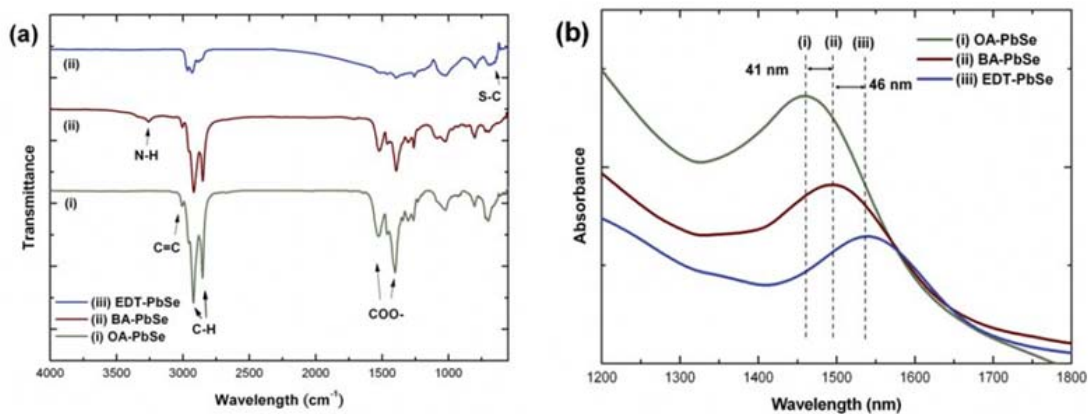 (a)
(ii)
S-C
(ii)
N-H
(i)
C=C
COO-
C-H
(iii) EDT-PbSe
(ii) BA-PbSe
(i) OA-PbSe
Transmittance
4000 3500 3000 2500 2000 1500 1000
Wavelength (cm-1)
(b)
(i) (ii) (iii)
(i) OA-PbSe
(ii) BA-PbSe
(iii) EDT-PbSe
41 nm
46 nm
Absorbance
1200 1300 1400 1500 1600 1700 1800
Wavelength (nm)